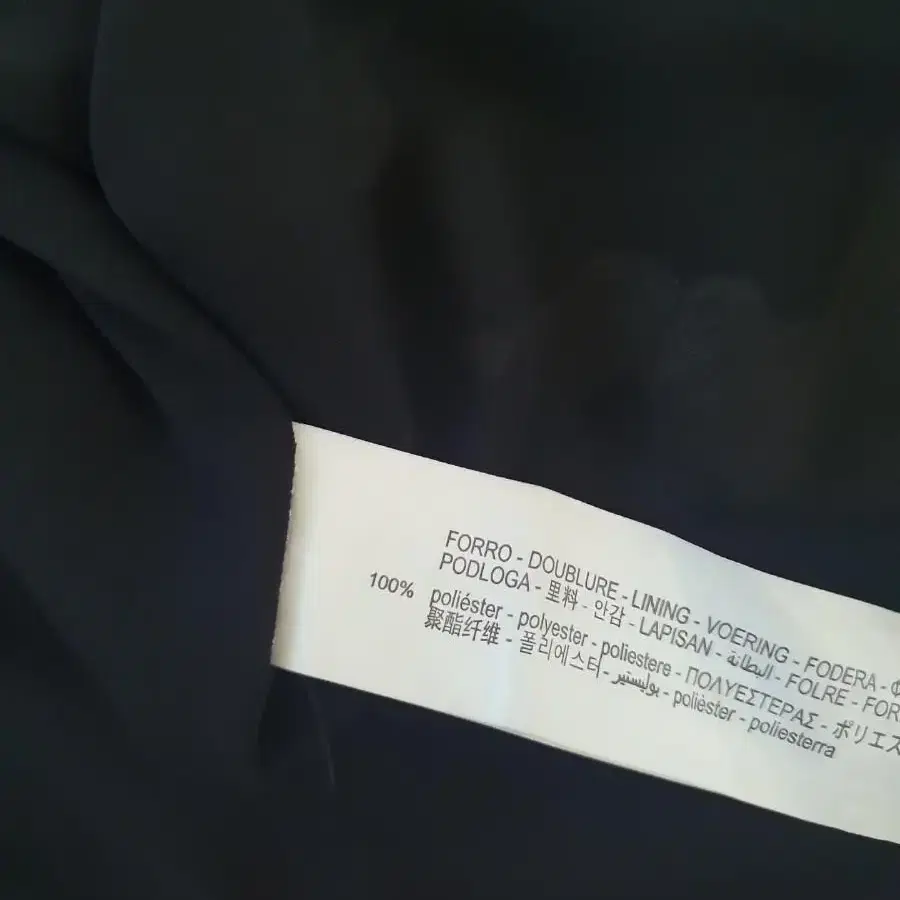 FORRO - DOUBLURE - LINING - VOERING - FODERA - Φ
PODLOGA - 里料 - 안감 - LAPISAN - البطانة - FOLRE - FOR
100% poliéster - polyester - poliestere - ΠΟΛΥΕΣΤΕΡΑΣ - ポリエス
聚酯纤维 - 폴리에스터 - بوليستير - polièster - poliesterra